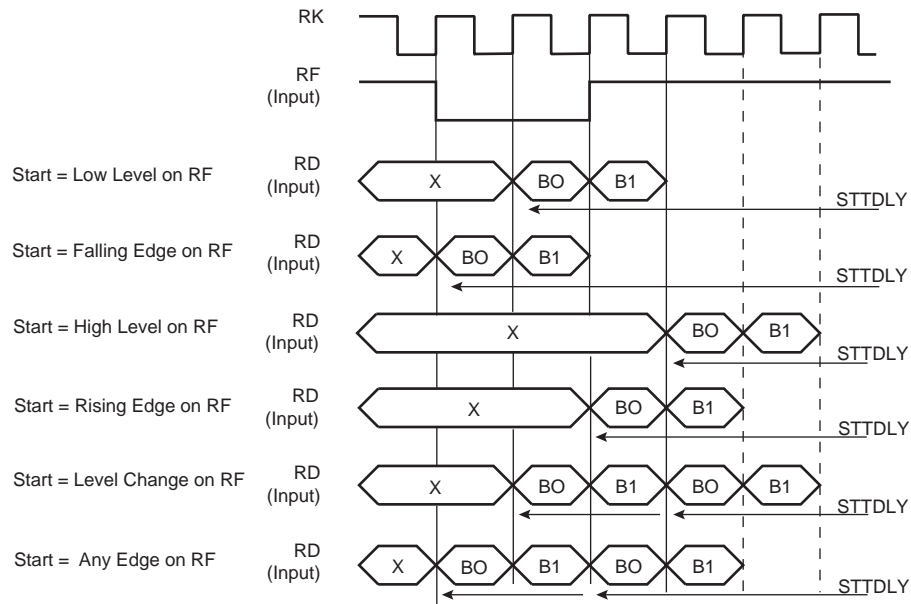 RK
RF
(Input)
Start = Low Level on RF
RD
(Input)
X
BO
B1
STTDLY
Start = Falling Edge on RF
RD
(Input)
X
BO
B1
STTDLY
Start = High Level on RF
RD
(Input)
X
BO
B1
STTDLY
Start = Rising Edge on RF
RD
(Input)
X
BO
B1
STTDLY
Start = Level Change on RF
RD
(Input)
X
BO
B1
BO
B1
STTDLY
Start = Any Edge on RF
RD
(Input)
X
BO
B1
BO
B1
STTDLY